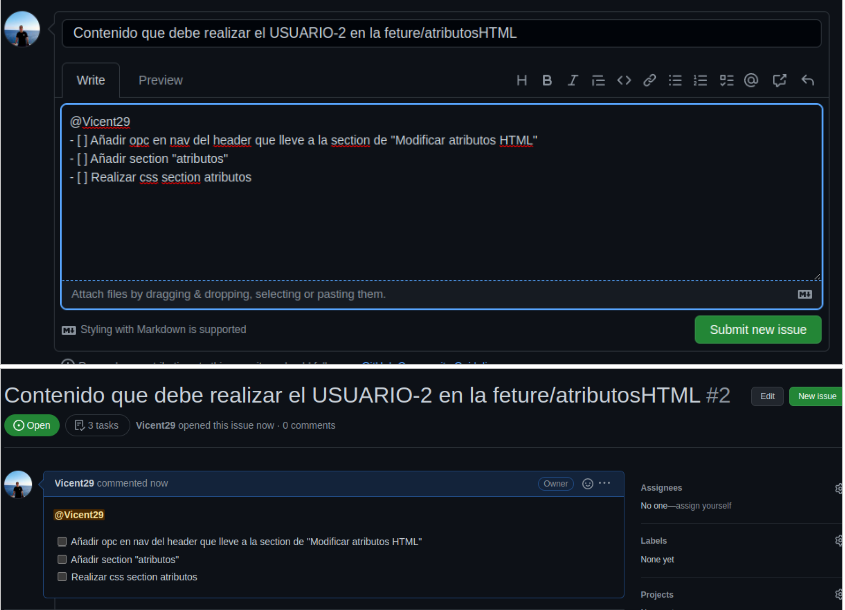 Contenido que debe realizar el USUARIO-2 en la feture/atributosHTML
Write Preview
@Vicent29
- [ ] Añadir opc en nav del header que lleve a la section de "Modificar atributos HTML"
- [ ] Añadir section "atributos"
- [ ] Realizar css section atributos
Attach files by dragging & dropping, selecting or pasting them.
Styling with Markdown is supported
Submit new issue
Contenido que debe realizar el USUARIO-2 en la feture/atributosHTML #2
Edit
New issue
Open
3 tasks
Vicent29 opened this issue now · 0 comments
Vicent29 commented now
Owner
@Vicent29
Añadir opc en nav del header que lleve a la section de "Modificar atributos HTML"
Añadir section "atributos"
Realizar css section atributos
Assignees
No one—assign yourself
Labels
None yet
Projects